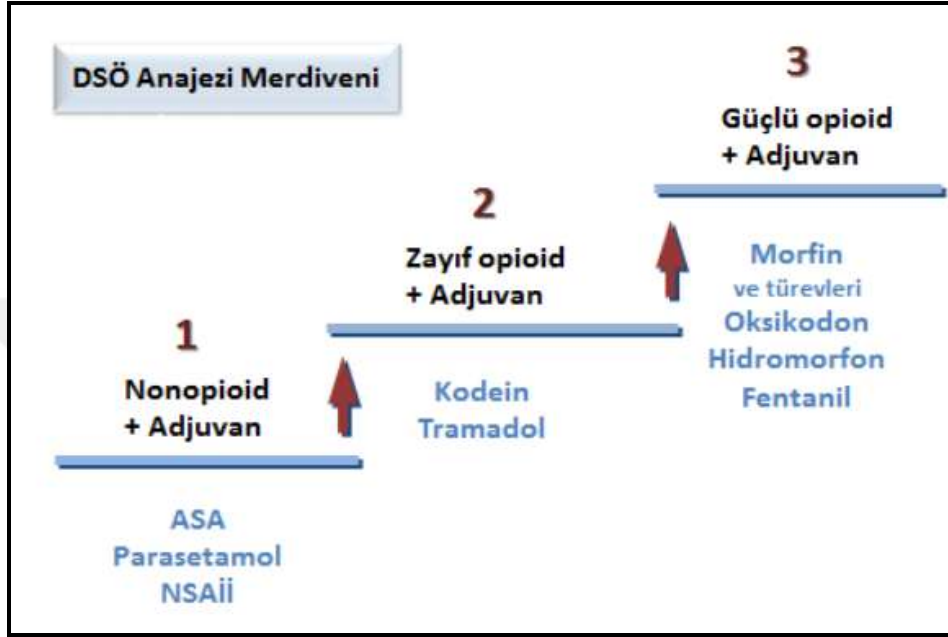 DSÖ Anajezi Merdiveni
1
Nonopioid
+ Adjuvan
ASA
Parasetamol
NSAİİ
2
Zayıf opioid
+ Adjuvan
Kodein
Tramadol
3
Güçlü opioid
+ Adjuvan
Morfin
ve türevleri
Oksikodon
Hidromorfon
Fentanil